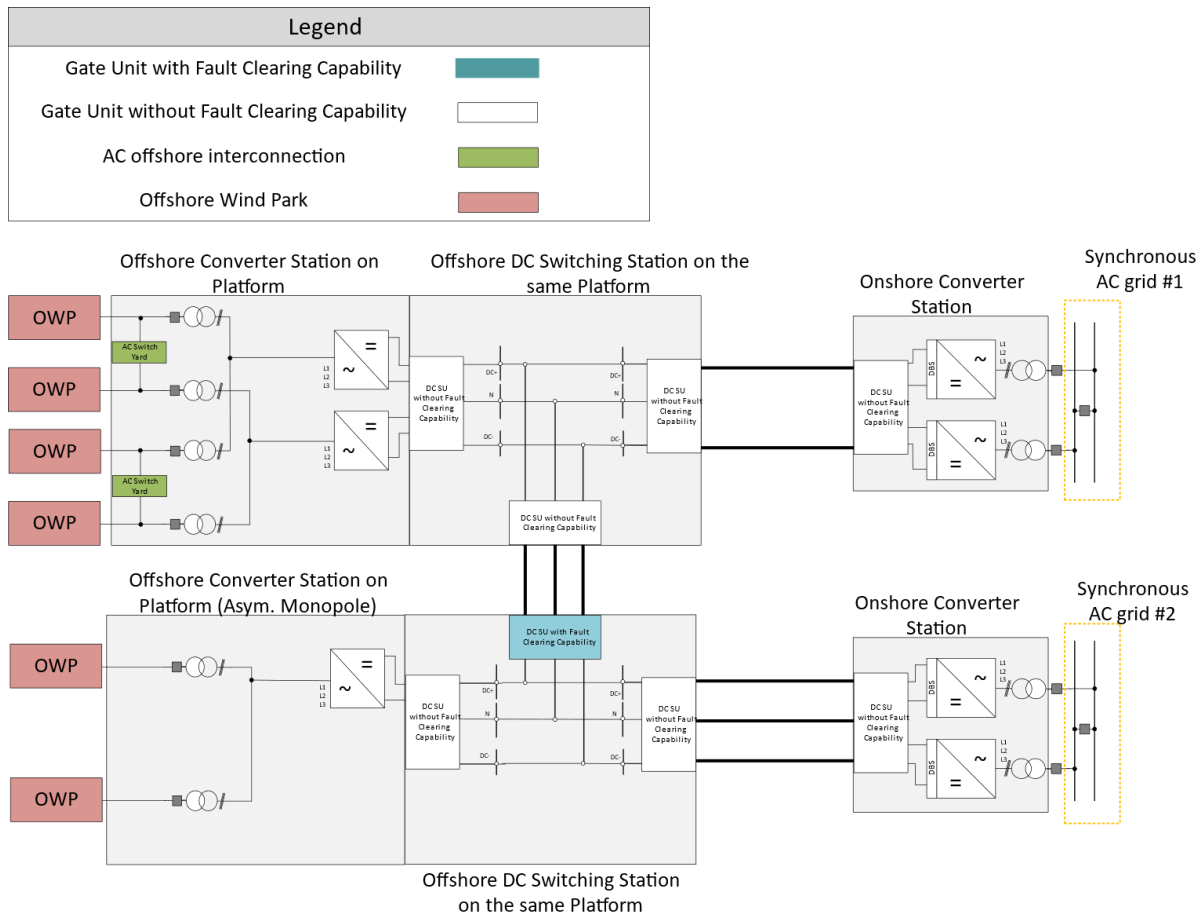 Legend
Gate Unit with Fault Clearing Capability
Gate Unit without Fault Clearing Capability
AC offshore interconnection
Offshore Wind Park
Offshore Converter Station on
Platform
Offshore DC Switching Station on the
same Platform
Onshore Converter
Station
Synchronous
AC grid #1
OWP
OWP
OWP
OWP
AC Switch
Yard
AC Switch
Yard
L1
L2
L3
=
~
L1
L2
L3
=
~
DC SU
without Fault
Clearing
Capability
DC+
N
DC-
DC+
N
DC-
DC SU
without Fault
Clearing
Capability
DC SU without Fault
Clearing Capability
DC SU
without Fault
Clearing
Capability
DBS
~
=
L1
L2
L3
DBS
~
=
L1
L2
L3
Offshore Converter Station on
Platform (Asym. Monopole)
Onshore Converter
Station
Synchronous
AC grid #2
OWP
OWP
L1
L2
L3
=
~
DC SU with Fault
Clearing Capability
DC SU
without Fault
Clearing
Capability
DC+
N
DC-
DC+
N
DC-
DC SU
without Fault
Clearing
Capability
DC SU
without Fault
Clearing
Capability
DBS
~
=
L1
L2
L3
DBS
~
=
L1
L2
L3
Offshore DC Switching Station
on the same Platform